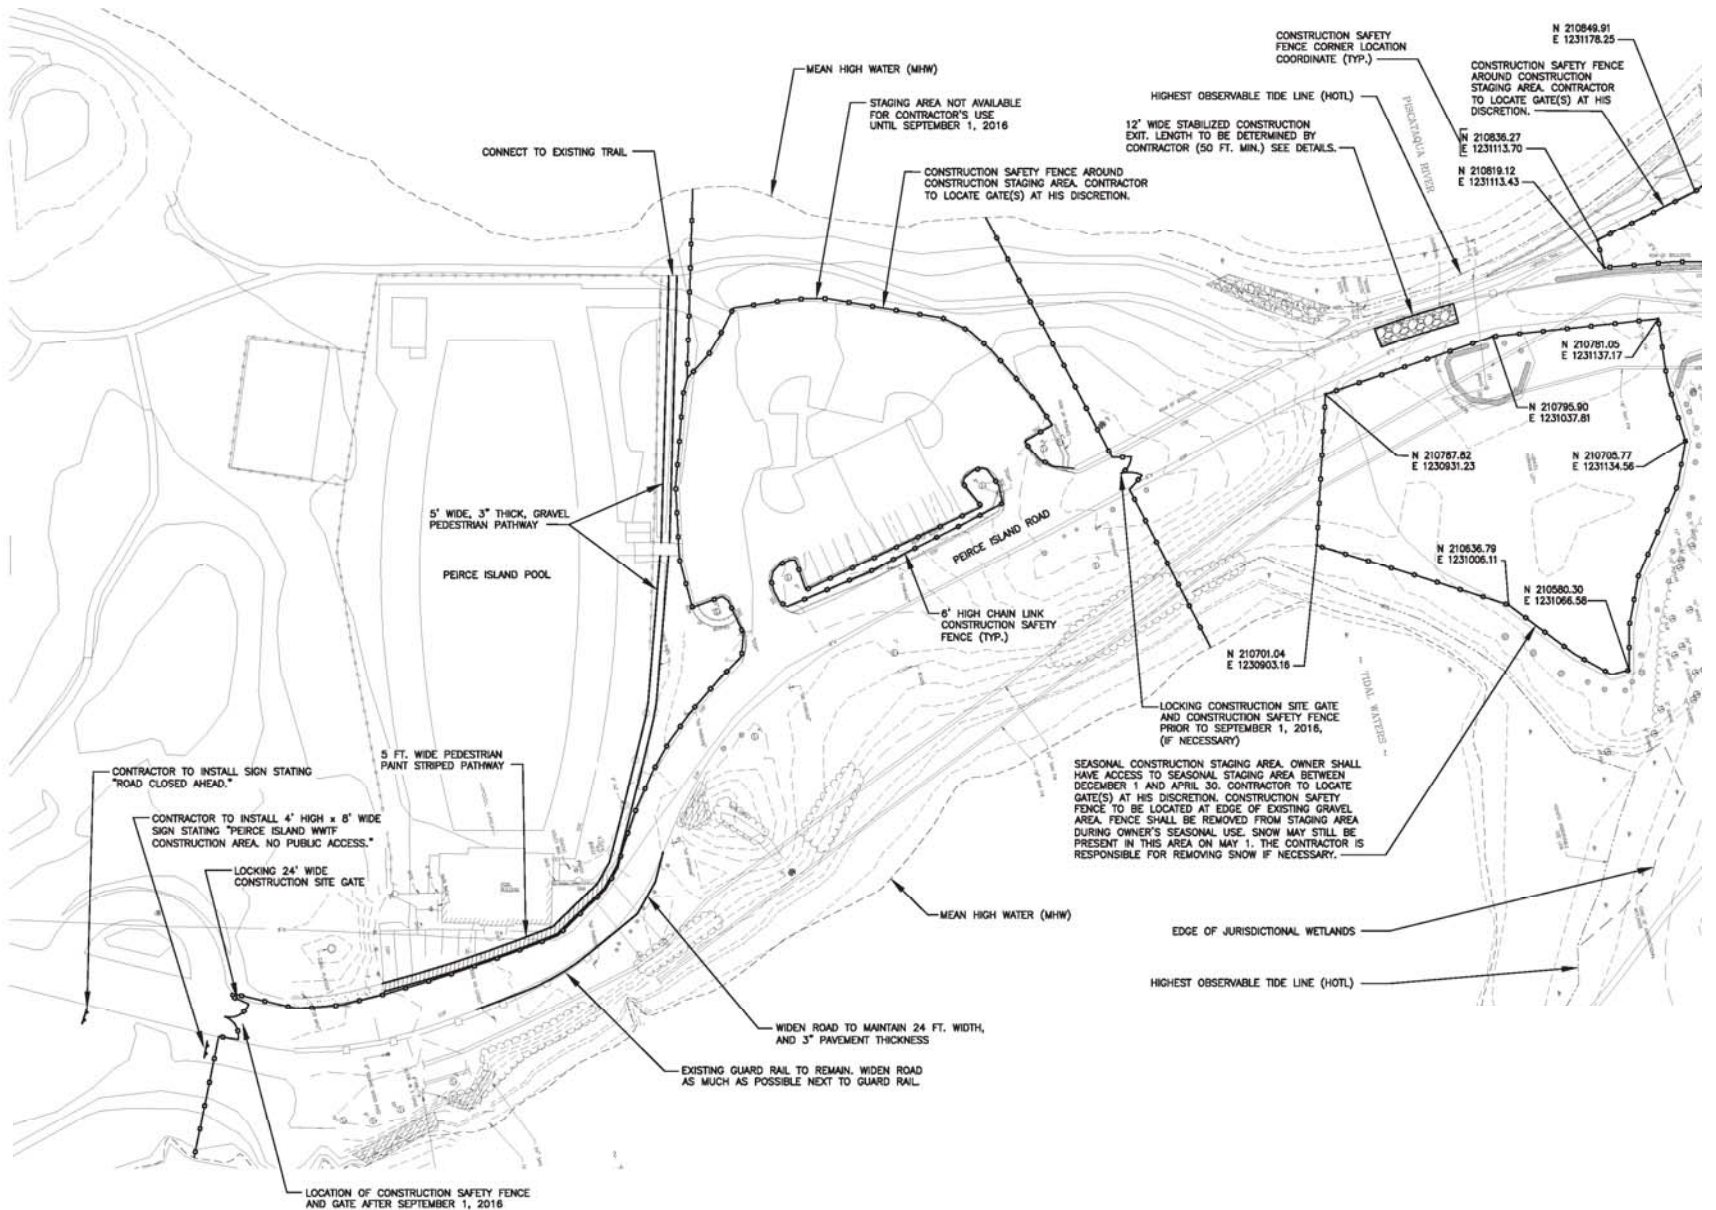 MEAN HIGH WATER (MHW)
STAGING AREA NOT AVAILABLE
FOR CONTRACTOR'S USE
UNTIL SEPTEMBER 1, 2016
CONNECT TO EXISTING TRAIL
CONSTRUCTION SAFETY FENCE AROUND
CONSTRUCTION STAGING AREA. CONTRACTOR
TO LOCATE GATE(S) AT HIS DISCRETION.
CONSTRUCTION SAFETY
FENCE CORNER LOCATION
COORDINATE (TYP.)
HIGHEST OBSERVABLE TIDE LINE (HOTL)
12' WIDE STABILIZED CONSTRUCTION
EXIT. LENGTH TO BE DETERMINED BY
CONTRACTOR (50 FT. MIN.) SEE DETAILS.
PISCATAQUA RIVER
N 210849.91
E 1231178.25
CONSTRUCTION SAFETY FENCE
AROUND CONSTRUCTION
STAGING AREA. CONTRACTOR
TO LOCATE GATE(S) AT HIS
DISCRETION.
N 210836.27
E 1231113.70
N 210819.12
E 1231113.43
N 210781.05
E 1231137.17
N 210795.90
E 1231037.81
N 210787.82
E 1230931.23
N 210705.77
E 1231134.56
N 210636.79
E 1231006.11
N 210580.30
E 1231066.58
N 210701.04
E 1230903.16
5' WIDE, 3" THICK, GRAVEL
PEDESTRIAN PATHWAY
PEIRCE ISLAND POOL
PEIRCE ISLAND ROAD
6' HIGH CHAIN LINK
CONSTRUCTION SAFETY
FENCE (TYP.)
TIDAL WATERS
LOCKING CONSTRUCTION SITE GATE
AND CONSTRUCTION SAFETY FENCE
PRIOR TO SEPTEMBER 1, 2016,
(IF NECESSARY)
SEASONAL CONSTRUCTION STAGING AREA. OWNER SHALL
HAVE ACCESS TO SEASONAL STAGING AREA BETWEEN
DECEMBER 1 AND APRIL 30. CONTRACTOR TO LOCATE
GATE(S) AT HIS DISCRETION. CONSTRUCTION SAFETY
FENCE TO BE LOCATED AT EDGE OF EXISTING GRAVEL
AREA. FENCE SHALL BE REMOVED FROM STAGING AREA
DURING OWNER'S SEASONAL USE. SNOW MAY STILL BE
PRESENT IN THIS AREA ON MAY 1. THE CONTRACTOR IS
RESPONSIBLE FOR REMOVING SNOW IF NECESSARY.
5 FT. WIDE PEDESTRIAN
PAINT STRIPED PATHWAY
CONTRACTOR TO INSTALL SIGN STATING
"ROAD CLOSED AHEAD."
CONTRACTOR TO INSTALL 4' HIGH x 8' WIDE
SIGN STATING "PEIRCE ISLAND WWTF
CONSTRUCTION AREA. NO PUBLIC ACCESS."
LOCKING 24' WIDE
CONSTRUCTION SITE GATE
MEAN HIGH WATER (MHW)
EDGE OF JURISDICTIONAL WETLANDS
HIGHEST OBSERVABLE TIDE LINE (HOTL)
WIDEN ROAD TO MAINTAIN 24 FT. WIDTH,
AND 3" PAVEMENT THICKNESS
EXISTING GUARD RAIL TO REMAIN. WIDEN ROAD
AS MUCH AS POSSIBLE NEXT TO GUARD RAIL.
LOCATION OF CONSTRUCTION SAFETY FENCE
AND GATE AFTER SEPTEMBER 1, 2016